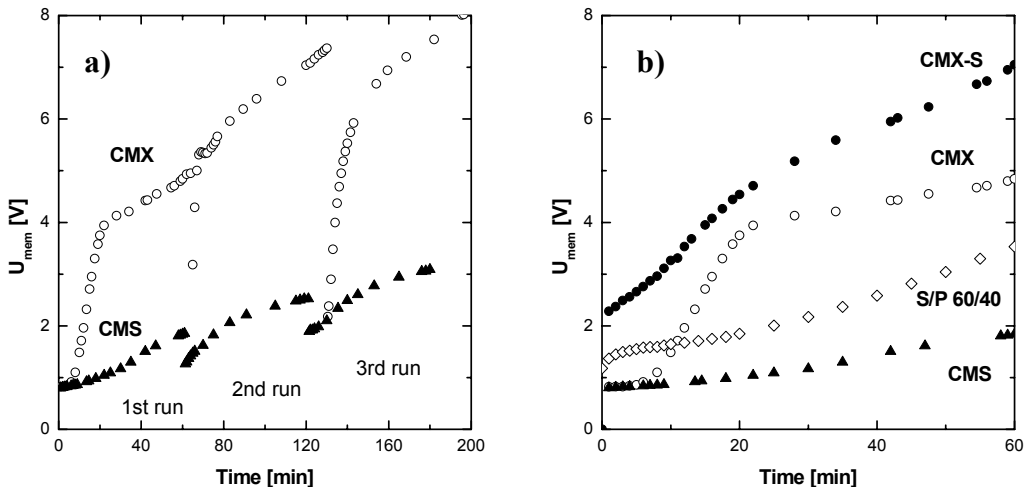 a)
8
6
4
2
0
U_mem [V]
CMX
CMS
1st run
2nd run
3rd run
0 40 80 120 160 200
Time [min]
b)
8
6
4
2
0
U_mem [V]
CMX-S
CMX
S/P 60/40
CMS
0 20 40 60
Time [min]